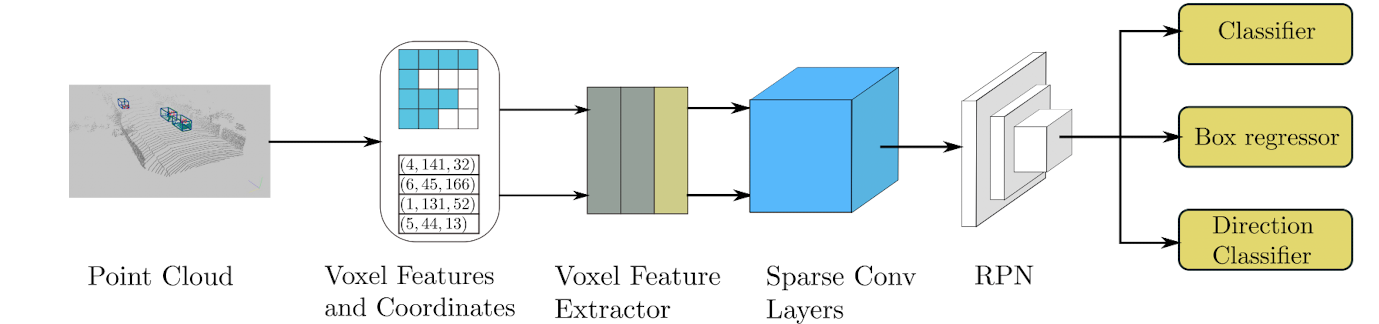 Point Cloud
(4, 141, 32)
(6, 45, 166)
(1, 131, 52)
(5, 44, 13)
Voxel Features
and Coordinates
Voxel Feature
Extractor
Sparse Conv
Layers
RPN
Classifier
Box regressor
Direction
Classifier